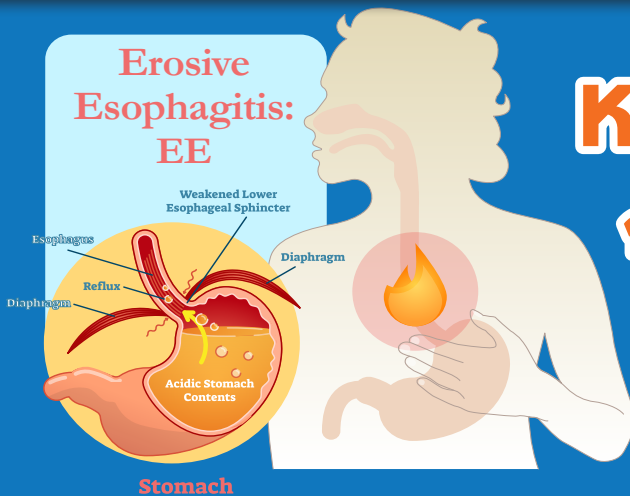 Erosive
Esophagitis:
EE
Weakened Lower
Esophageal Sphincter
Esophagus
Diaphragm
Reflux
Diaphragm
Acidic Stomach
Contents
Stomach
K